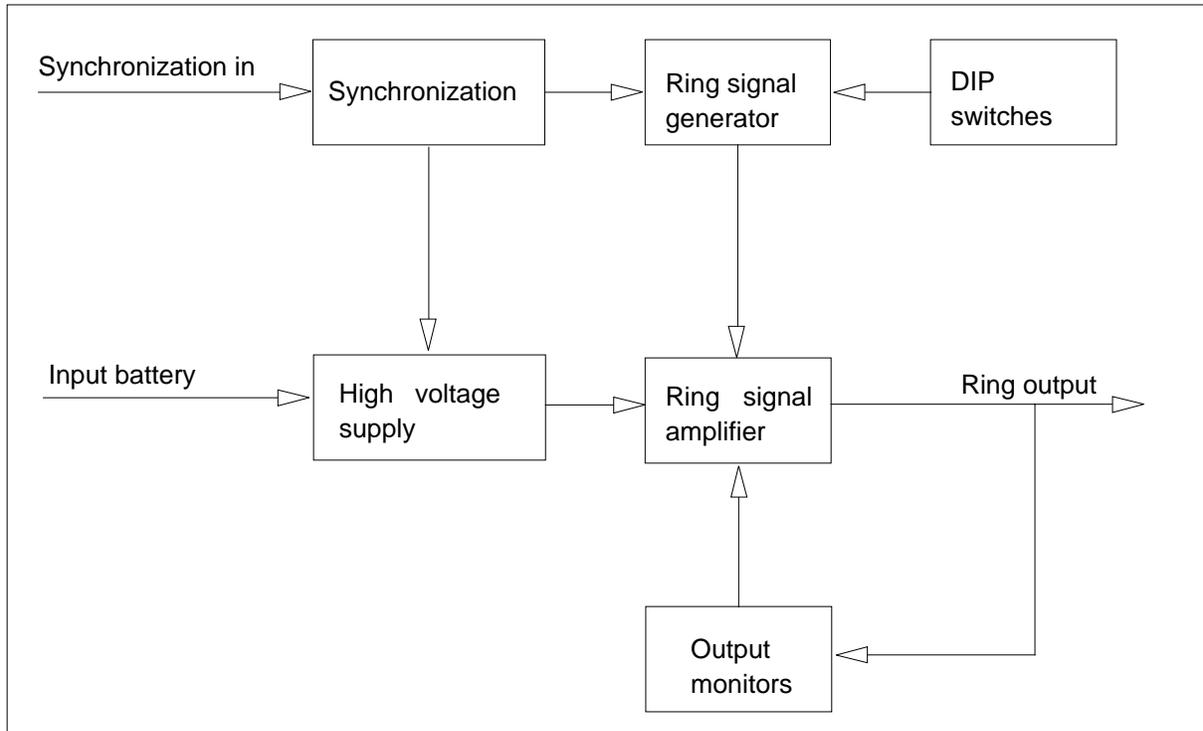 Synchronization in
Synchronization
Ring signal
generator
DIP
switches
Input battery
High voltage
supply
Ring signal
amplifier
Ring output
Output
monitors